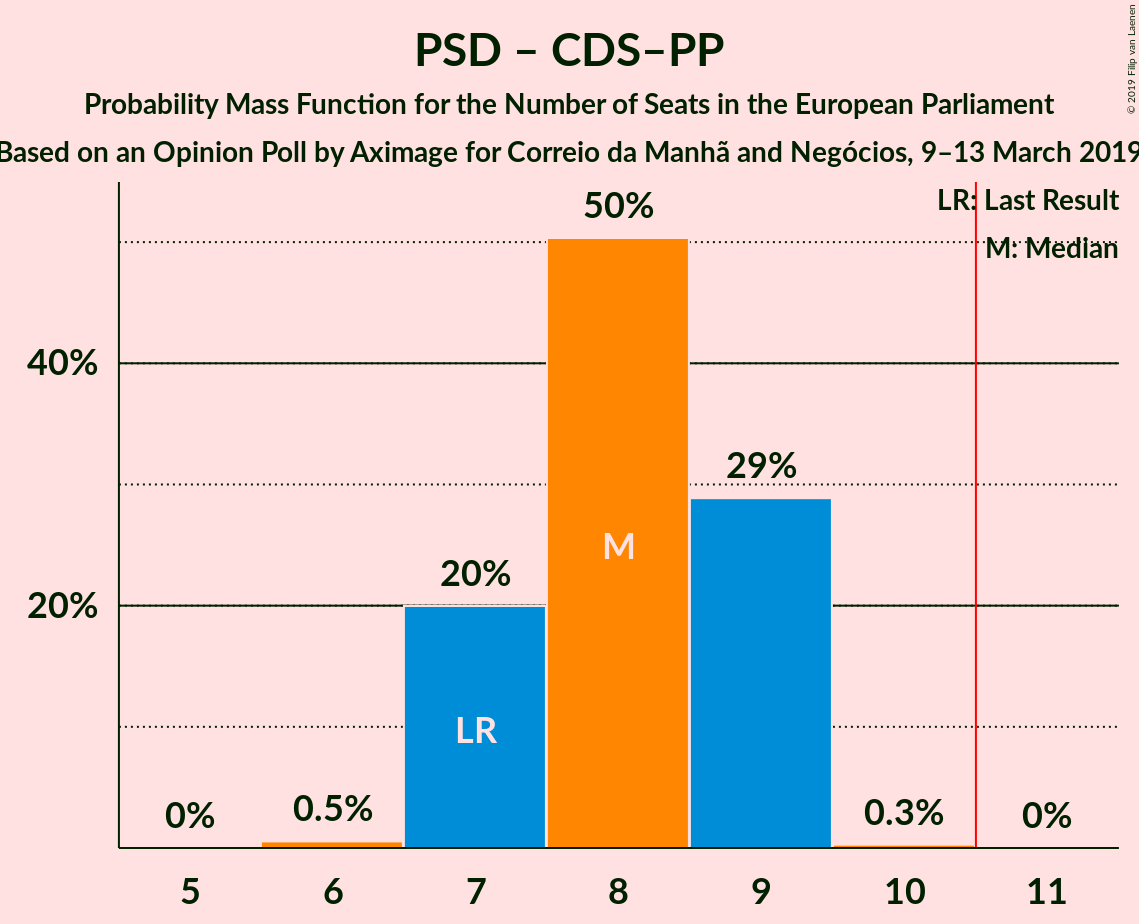 PSD – CDS–PP
Probability Mass Function for the Number of Seats in the European Parliament
Based on an Opinion Poll by Aximage for Correio da Manhã and Negócios, 9–13 March 2019
© 2019 Filip van Laenen
LR: Last Result
M: Median
50%
40%
29%
M
20%
20%
LR
0%
0.5%
0.3%
0%
5
6
7
8
9
10
11